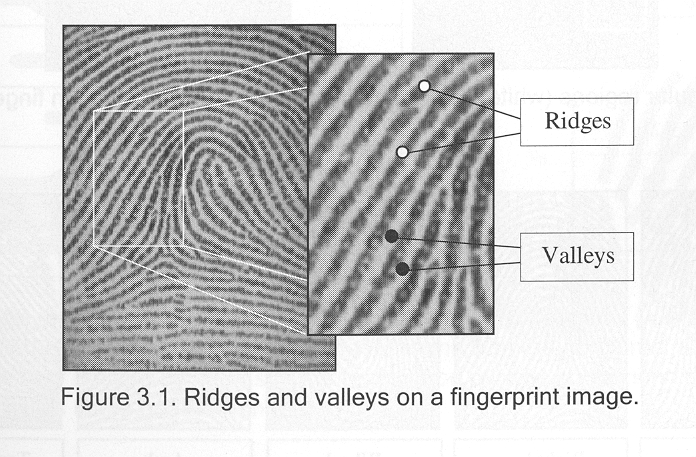 Ridges
Valleys
Figure 3.1. Ridges and valleys on a fingerprint image.